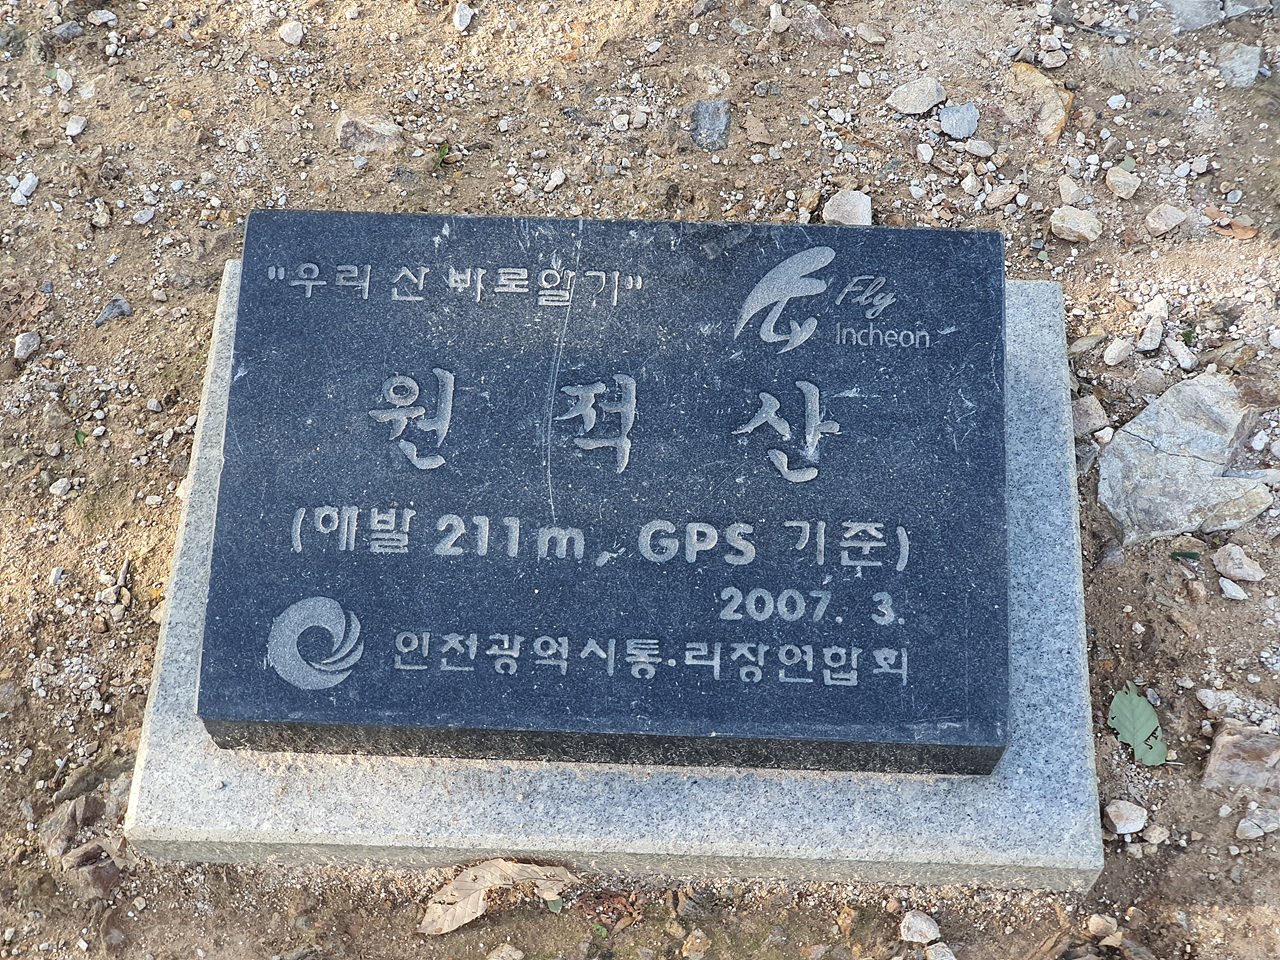 "우리 산 바로알기"
Fly
Incheon
원적산
(해발 211m, GPS 기준)
2007. 3.
인천광역시통·리장연합회